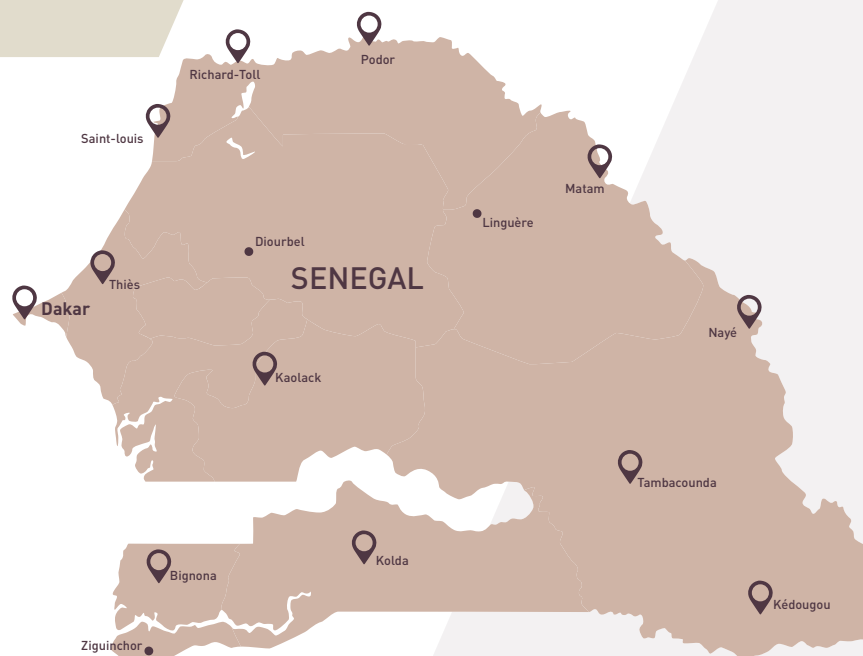 Podor
Richard-Toll
Saint-louis
Matam
Linguère
Diourbel
SENEGAL
Thiès
Dakar
Nayé
Kaolack
Tambacounda
Kolda
Bignona
Kédougou
Ziguinchor